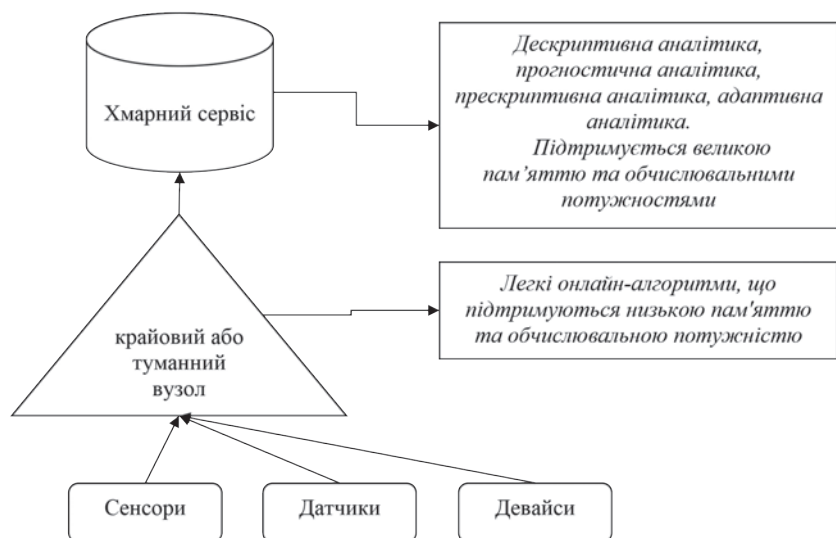 Хмарний сервіс
Дескриптивна аналітика,
прогностична аналітика,
прескриптивна аналітика, адаптивна
аналітика.
Підтримується великою
пам’яттю та обчислювальними
потужностями
крайовий або
туманний
вузол
Легкі онлайн-алгоритми, що
підтримуються низькою пам'яттю
та обчислювальною потужністю
Сенсори
Датчики
Девайси